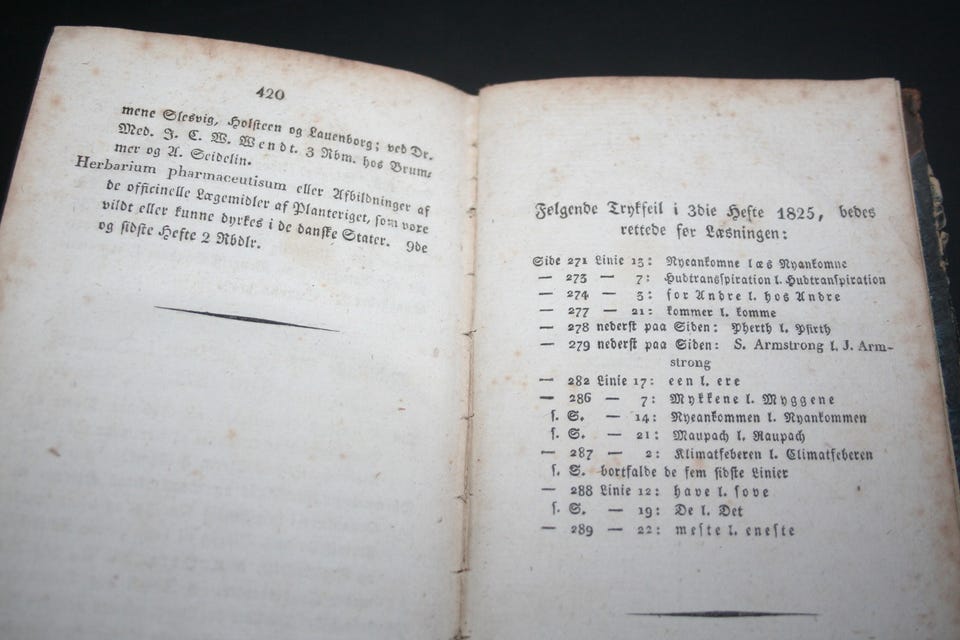 420
mene Slesvig, Holsteen og Lauenborg; ved Dr.
Med. J. C. W. Wendt. 3 Rbm. hos Brum-
mer og A. Seidelin.
Herbarium pharmaceutisum eller Afbildninger af
de officinelle Lægemidler af Planteriget, som voxe
vildt eller kunne dyrkes i de danske Stater. 9de
og sidste Hefte 2 Rbdlr.
Følgende Trykfeil i 3die Hefte 1825, bedes
rettede før Læsningen:
Side 271 Linie 13: Nyeankomne læs Nyankomne
— 273 — 7: Hudtransspiration l. Hudtranspiration
— 274 — 5: for Andre l. hos Andre
— 277 — 21: kommer l. komme
— 278 nederst paa Siden: Pherth l. Pfirth
— 279 nederst paa Siden: S. Armstrong l. J. Arm-
strong
— 282 Linie 17: een l. ere
— 286 — 7: Mykkene l. Myggene
s. S. — 14: Nyeankommen l. Nyankommen
s. S. — 21: Maupach l. Raupach
— 287 — 2: Klimatfeberen l. Climatfeberen
s. S. bortfalde de fem sidste Linier
— 288 Linie 12: have l. sove
s. S. — 19: De l. Det
— 289 — 22: meste l. eneste